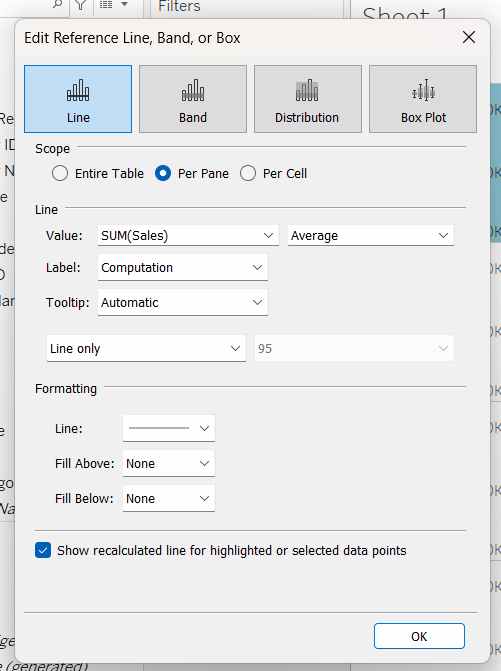 Filters
Sheet 1
Edit Reference Line, Band, or Box
Line
Band
Distribution
Box Plot
Scope
Entire Table
Per Pane
Per Cell
Line
Value: SUM(Sales) Average
Label: Computation
Tooltip: Automatic
Line only 95
Formatting
Line:
Fill Above: None
Fill Below: None
Show recalculated line for highlighted or selected data points
OK
(generated)